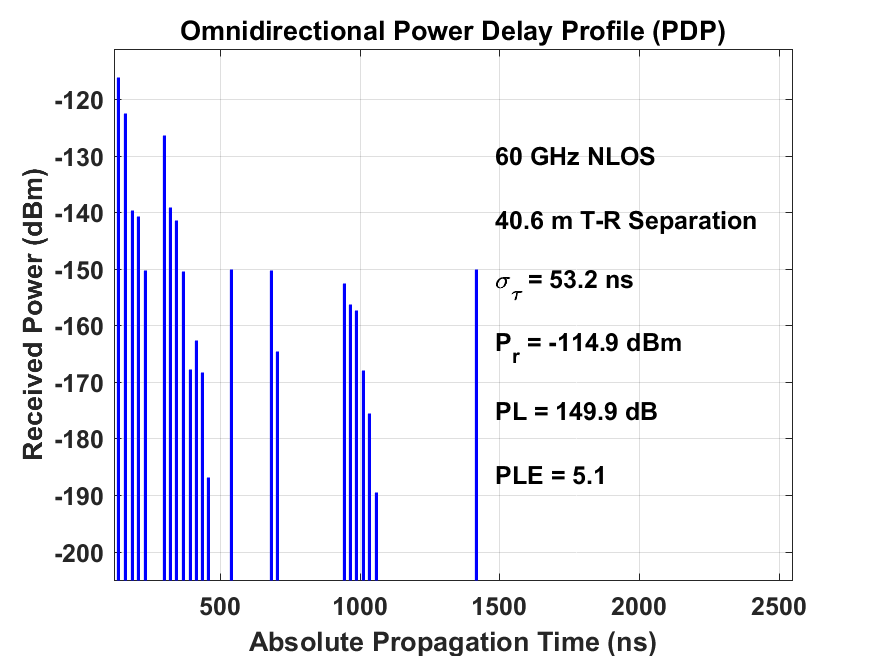 Omnidirectional Power Delay Profile (PDP)
Received Power (dBm)
-120
-130
-140
-150
-160
-170
-180
-190
-200
60 GHz NLOS
40.6 m T-R Separation
σ_τ = 53.2 ns
P_r = -114.9 dBm
PL = 149.9 dB
PLE = 5.1
500 1000 1500 2000 2500
Absolute Propagation Time (ns)